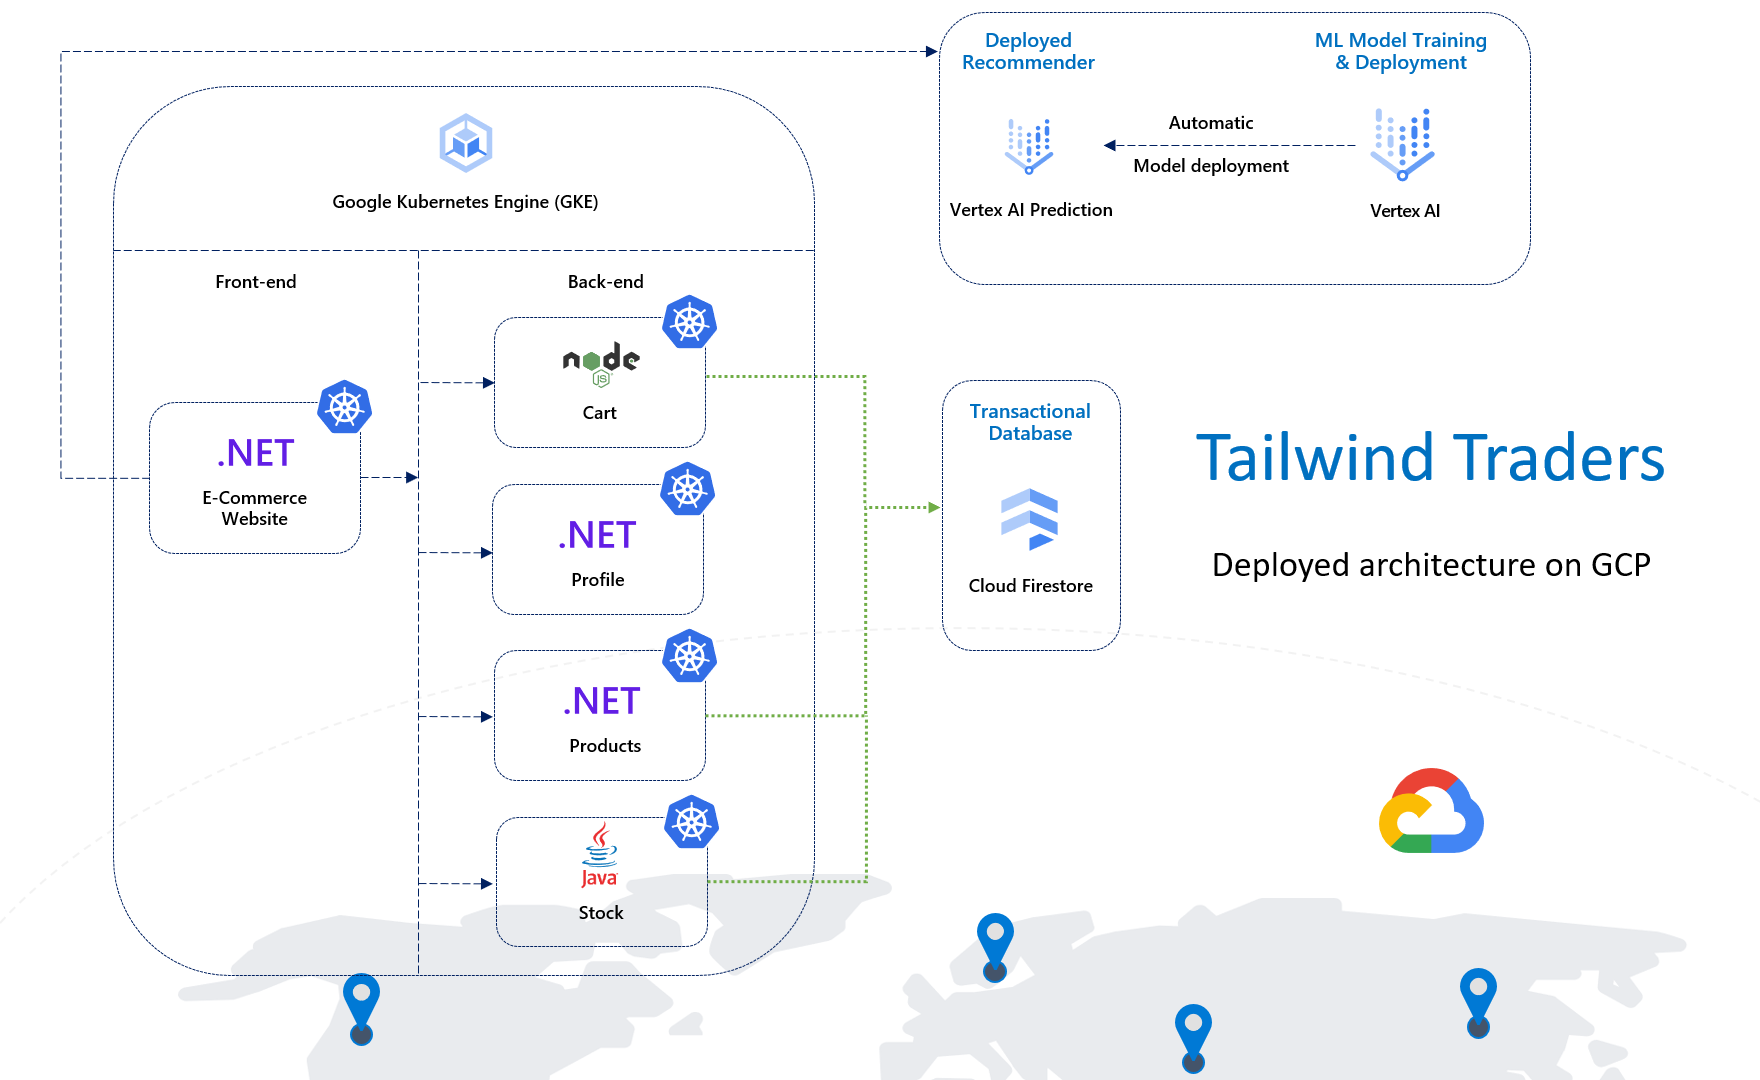 Deployed
Recommender
ML Model Training
& Deployment
Automatic
Model deployment
Vertex AI Prediction
Vertex AI
Google Kubernetes Engine (GKE)
Front-end
Back-end
node
JS
Cart
.NET
E-Commerce
Website
.NET
Profile
.NET
Products
Java
Stock
Transactional
Database
Cloud Firestore
Tailwind Traders
Deployed architecture on GCP